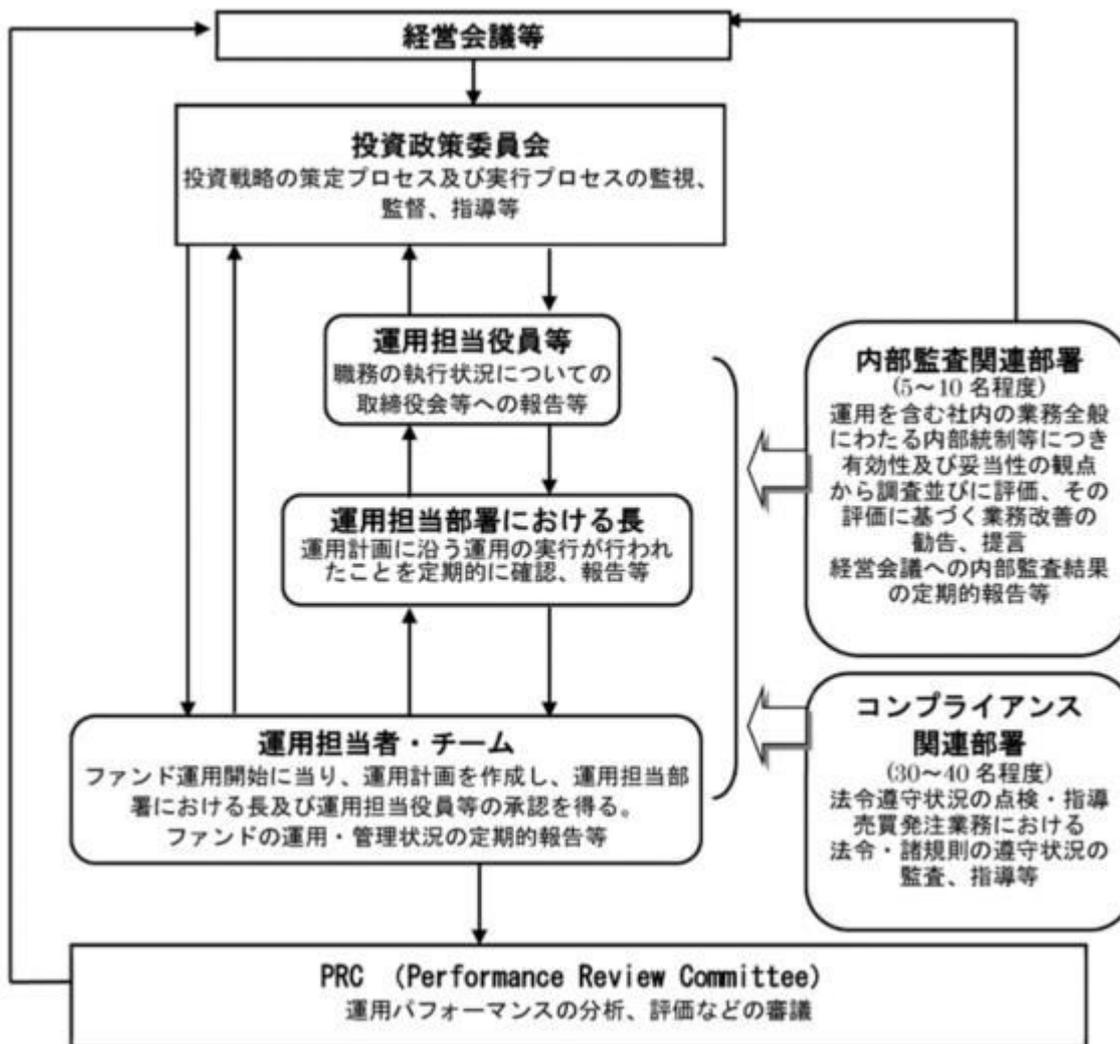 経営会議等
投資政策委員会
投資戦略の策定プロセス及び実行プロセスの監視、
監督、指導等
運用担当役員等
職務の執行状況についての
取締役会等への報告等
運用担当部署における長
運用計画に沿う運用の実行が行われ
たことを定期的に確認、報告等
運用担当者・チーム
ファンド運用開始に当り、運用計画を作成し、運用担当部
署における長及び運用担当役員等の承認を得る。
ファンドの運用・管理状況の定期的報告等
内部監査関連部署
(5～10 名程度)
運用を含む社内の業務全般
にわたる内部統制等につき
有効性及び妥当性の観点
から調査並びに評価、その
評価に基づく業務改善の
勧告、提言
経営会議への内部監査結果
の定期的報告等
コンプライアンス
関連部署
(30～40 名程度)
法令遵守状況の点検・指導
売買発注業務における
法令・諸規則の遵守状況の
監査、指導等
PRC （Performance Review Committee）
運用パフォーマンスの分析、評価などの審議